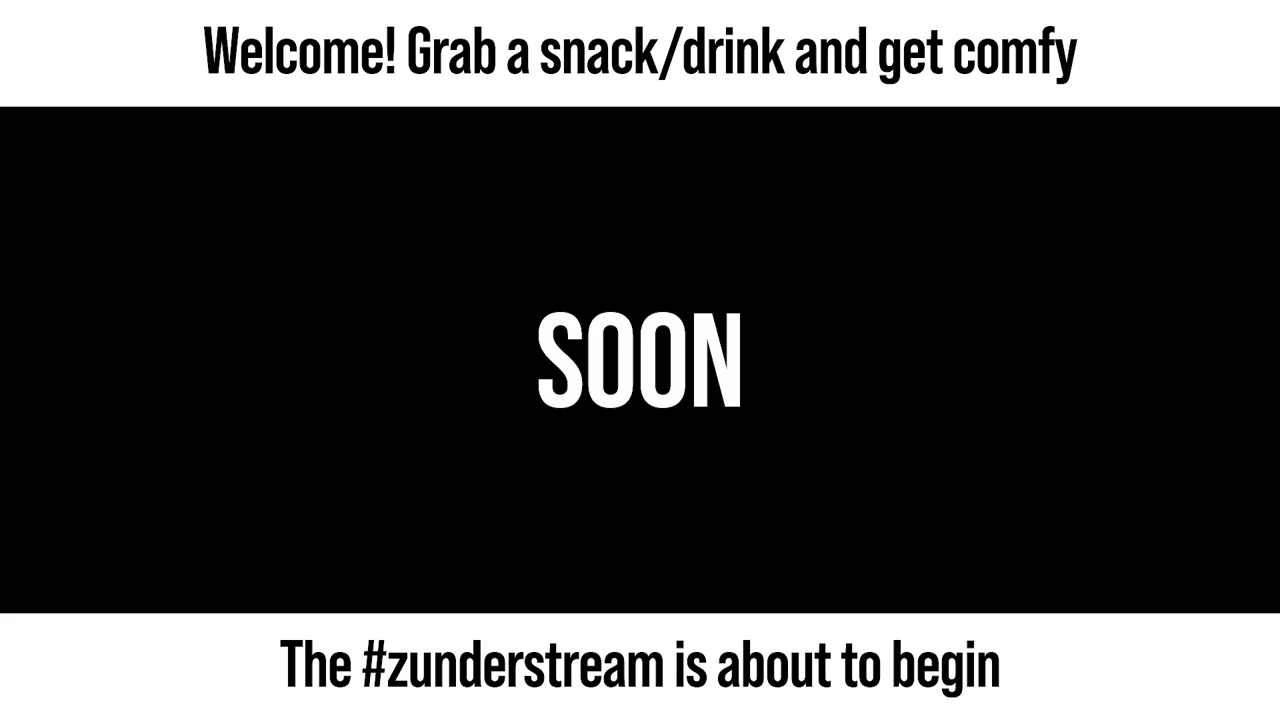 Welcome! Grab a snack/drink and get comfy
SOON
The #zunderstream is about to begin